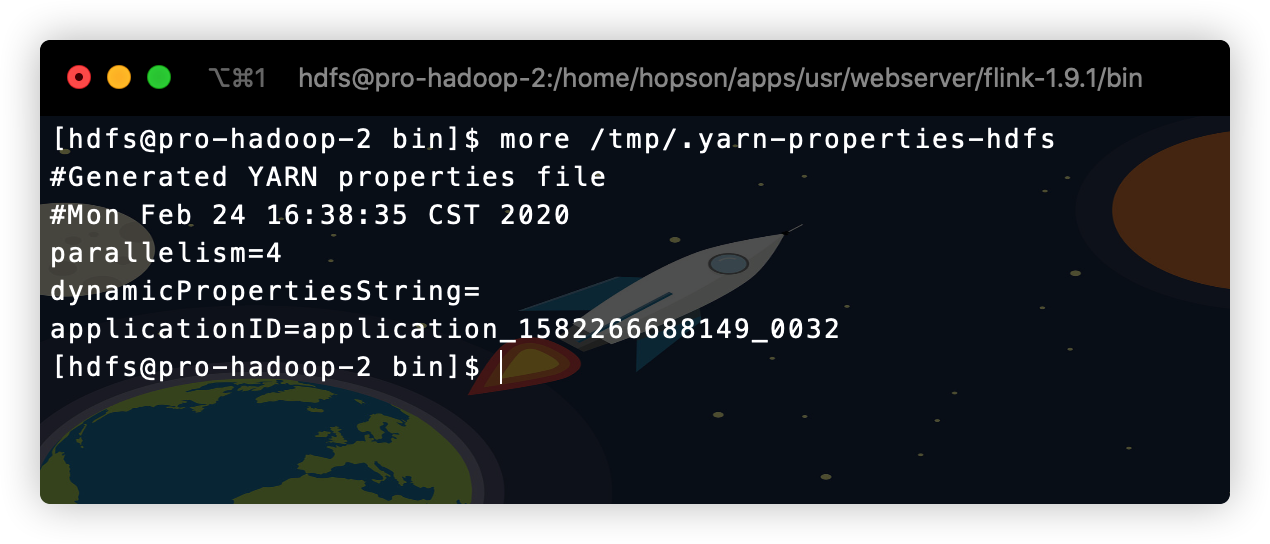 ⌥⌘1 hdfs@pro-hadoop-2:/home/hopson/apps/usr/webserver/flink-1.9.1/bin
[hdfs@pro-hadoop-2 bin]$ more /tmp/.yarn-properties-hdfs
#Generated YARN properties file
#Mon Feb 24 16:38:35 CST 2020
parallelism=4
dynamicPropertiesString=
applicationID=application_1582266688149_0032
[hdfs@pro-hadoop-2 bin]$